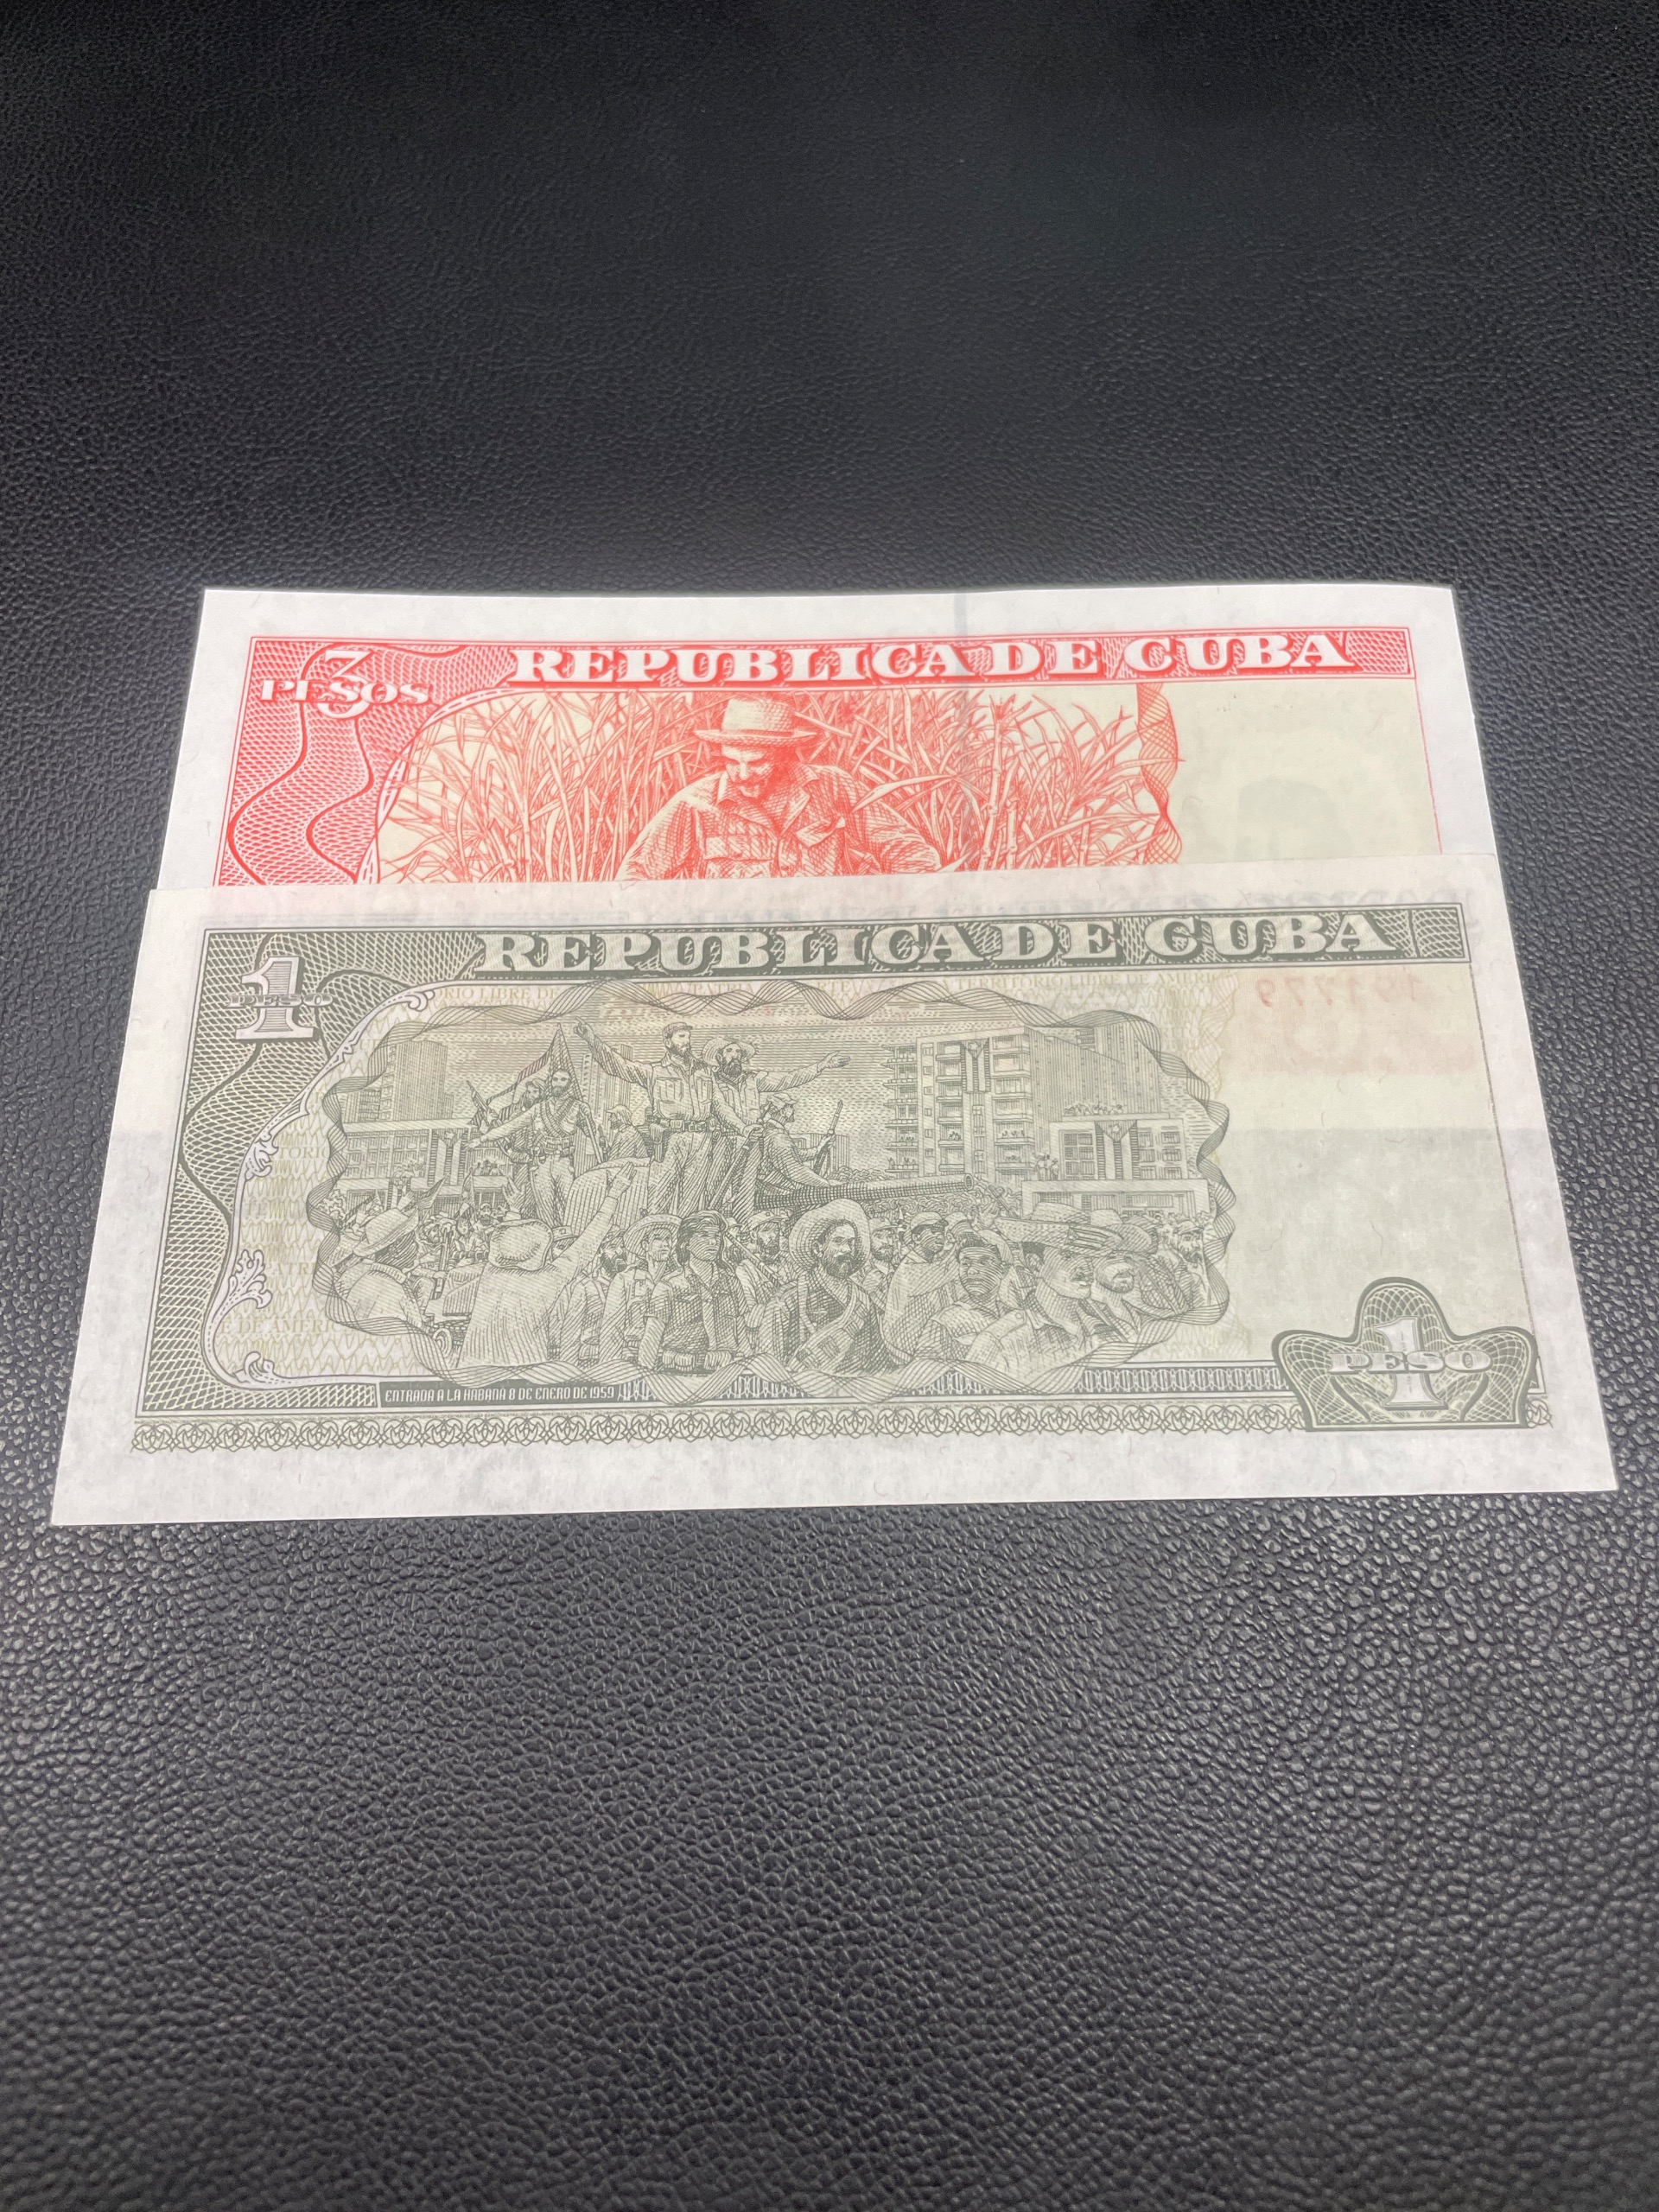 REPUBLICA DE CUBA
3
PESOS
REPUBLICA DE CUBA
1
PESO
191779
ENTRADA A LA HABANA 8 DE ENERO DE 1959
1
PESO